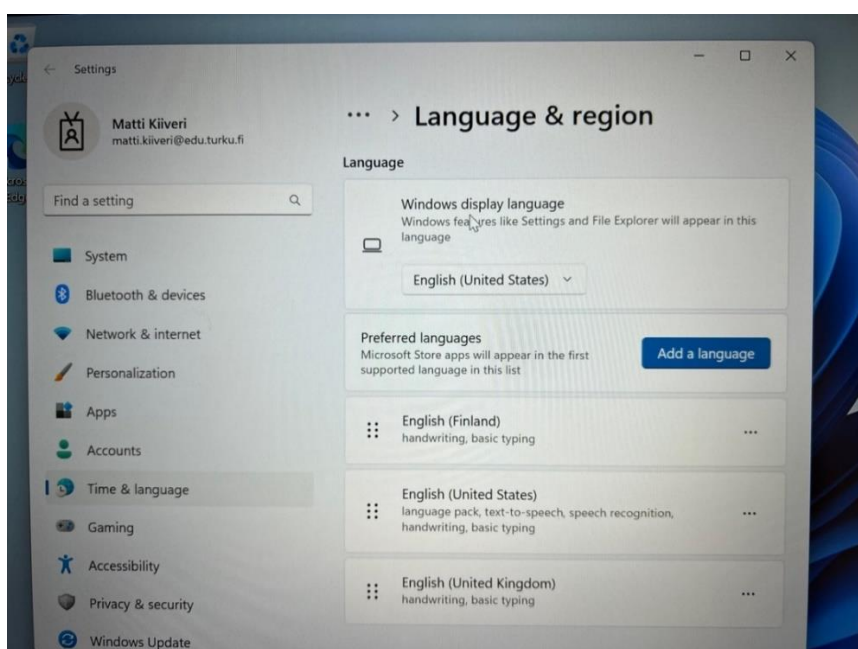 Settings
Matti Kiiveri
matti.kiiveri@edu.turku.fi
Find a setting
System
Bluetooth & devices
Network & internet
Personalization
Apps
Accounts
Time & language
Gaming
Accessibility
Privacy & security
Windows Update
... > Language & region
Language
Windows display language
Windows features like Settings and File Explorer will appear in this
language
English (United States)
Preferred languages
Microsoft Store apps will appear in the first
supported language in this list
Add a language
English (Finland)
handwriting, basic typing
English (United States)
language pack, text-to-speech, speech recognition,
handwriting, basic typing
English (United Kingdom)
handwriting, basic typing